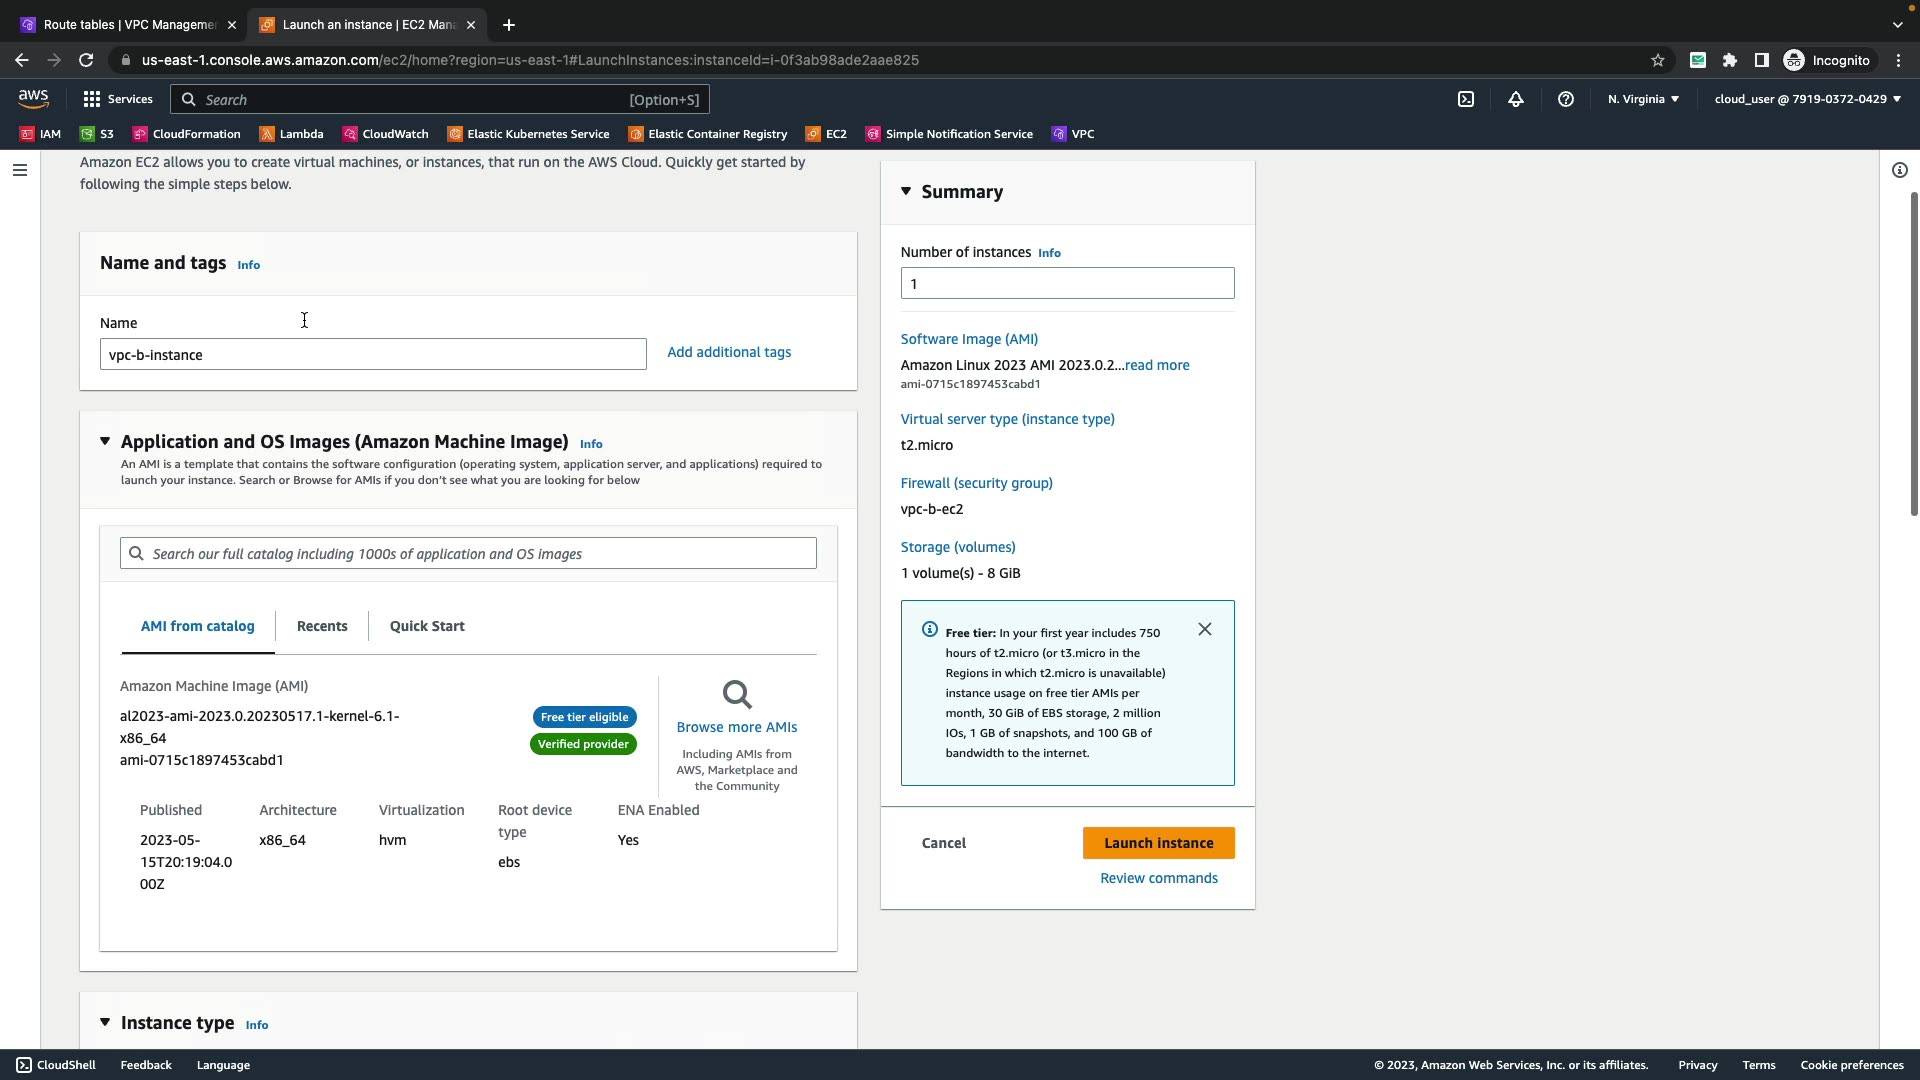 Route tables | VPC Manageme
Launch an instance | EC2 Man
us-east-1.console.aws.amazon.com/ec2/home?region=us-east-1#LaunchInstances:instanceId=i-0f3ab98ade2aae825
Incognito
aws
Services
Search
[Option+S]
N. Virginia
cloud_user @ 7919-0372-0429
IAM
S3
CloudFormation
Lambda
CloudWatch
Elastic Kubernetes Service
Elastic Container Registry
EC2
Simple Notification Service
VPC
Amazon EC2 allows you to create virtual machines, or instances, that run on the AWS Cloud. Quickly get started by
following the simple steps below.
Name and tags Info
Name
vpc-b-instance
Add additional tags
Application and OS Images (Amazon Machine Image) Info
An AMI is a template that contains the software configuration (operating system, application server, and applications) required to
launch your instance. Search or Browse for AMIs if you don't see what you are looking for below
Search our full catalog including 1000s of application and OS images
AMI from catalog
Recents
Quick Start
Amazon Machine Image (AMI)
al2023-ami-2023.0.20230517.1-kernel-6.1-
x86_64
ami-0715c1897453cabd1
Free tier eligible
Verified provider
Browse more AMIs
Including AMIs from
AWS, Marketplace and
the Community
Published
2023-05-
15T20:19:04.0
00Z
Architecture
x86_64
Virtualization
hvm
Root device
type
ebs
ENA Enabled
Yes
Instance type Info
Summary
Number of instances Info
1
Software Image (AMI)
Amazon Linux 2023 AMI 2023.0.2...read more
ami-0715c1897453cabd1
Virtual server type (instance type)
t2.micro
Firewall (security group)
vpc-b-ec2
Storage (volumes)
1 volume(s) - 8 GiB
Free tier: In your first year includes 750
hours of t2.micro (or t3.micro in the
Regions in which t2.micro is unavailable)
instance usage on free tier AMIs per
month, 30 GiB of EBS storage, 2 million
IOs, 1 GB of snapshots, and 100 GB of
bandwidth to the internet.
Cancel
Launch instance
Review commands
CloudShell
Feedback
Language
© 2023, Amazon Web Services, Inc. or its affiliates.
Privacy
Terms
Cookie preferences